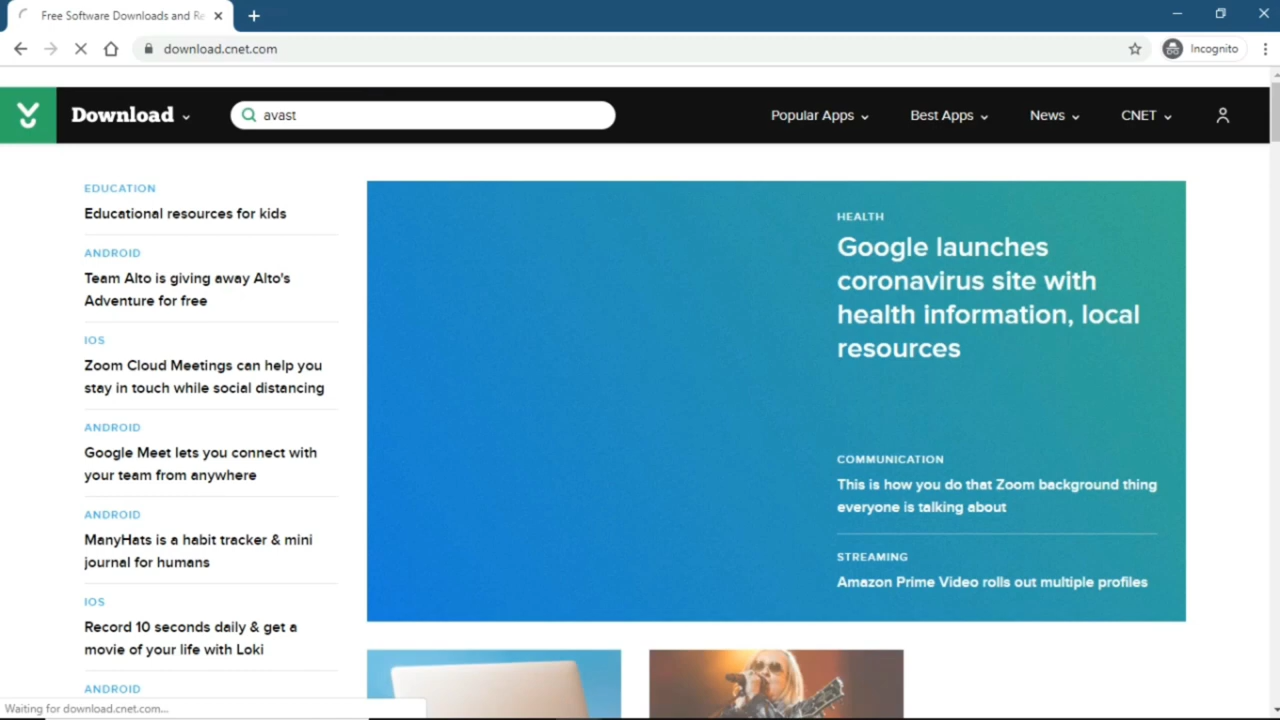 Free Software Downloads and Re
download.cnet.com
Incognito
Download
avast
Popular Apps
Best Apps
News
CNET
EDUCATION
Educational resources for kids
ANDROID
Team Alto is giving away Alto's
Adventure for free
IOS
Zoom Cloud Meetings can help you
stay in touch while social distancing
ANDROID
Google Meet lets you connect with
your team from anywhere
ANDROID
ManyHats is a habit tracker & mini
journal for humans
IOS
Record 10 seconds daily & get a
movie of your life with Loki
ANDROID
HEALTH
Google launches
coronavirus site with
health information, local
resources
COMMUNICATION
This is how you do that Zoom background thing
everyone is talking about
STREAMING
Amazon Prime Video rolls out multiple profiles
Waiting for download.cnet.com...